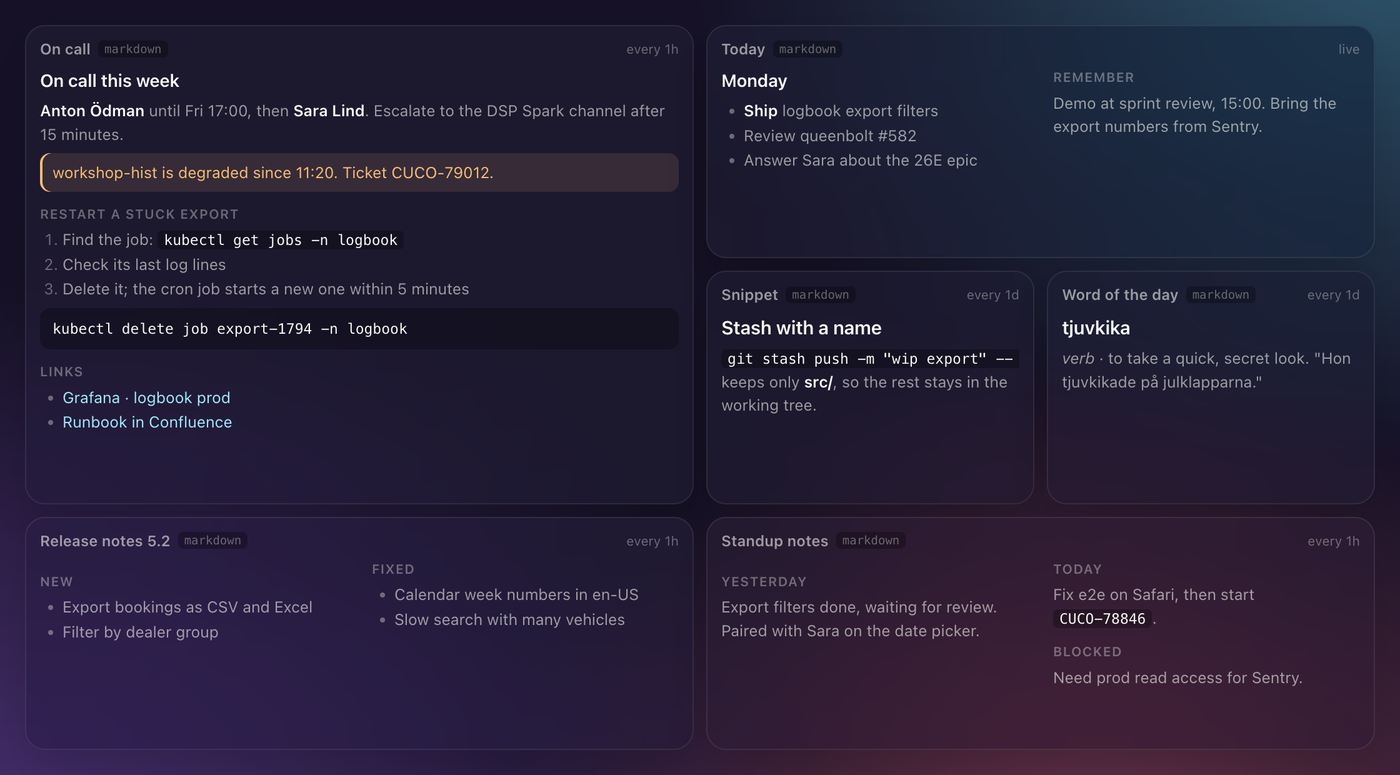 On call markdown every 1h
On call this week
Anton Ödman until Fri 17:00, then Sara Lind. Escalate to the DSP Spark channel after
15 minutes.
workshop-hist is degraded since 11:20. Ticket CUCO-79012.
RESTART A STUCK EXPORT
1. Find the job: kubectl get jobs -n logbook
2. Check its last log lines
3. Delete it; the cron job starts a new one within 5 minutes
kubectl delete job export-1794 -n logbook
LINKS
• Grafana · logbook prod
• Runbook in Confluence
Today markdown live
Monday
• Ship logbook export filters
• Review queenbolt #582
• Answer Sara about the 26E epic
REMEMBER
Demo at sprint review, 15:00. Bring the
export numbers from Sentry.
Snippet markdown every 1d
Stash with a name
git stash push -m "wip export" --
keeps only src/, so the rest stays in the
working tree.
Word of the day markdown every 1d
tjuvkika
verb · to take a quick, secret look. "Hon
tjuvkikade på julklapparna."
Release notes 5.2 markdown every 1h
NEW
• Export bookings as CSV and Excel
• Filter by dealer group
FIXED
• Calendar week numbers in en-US
• Slow search with many vehicles
Standup notes markdown every 1h
YESTERDAY
Export filters done, waiting for review.
Paired with Sara on the date picker.
TODAY
Fix e2e on Safari, then start
CUCO-78846.
BLOCKED
Need prod read access for Sentry.